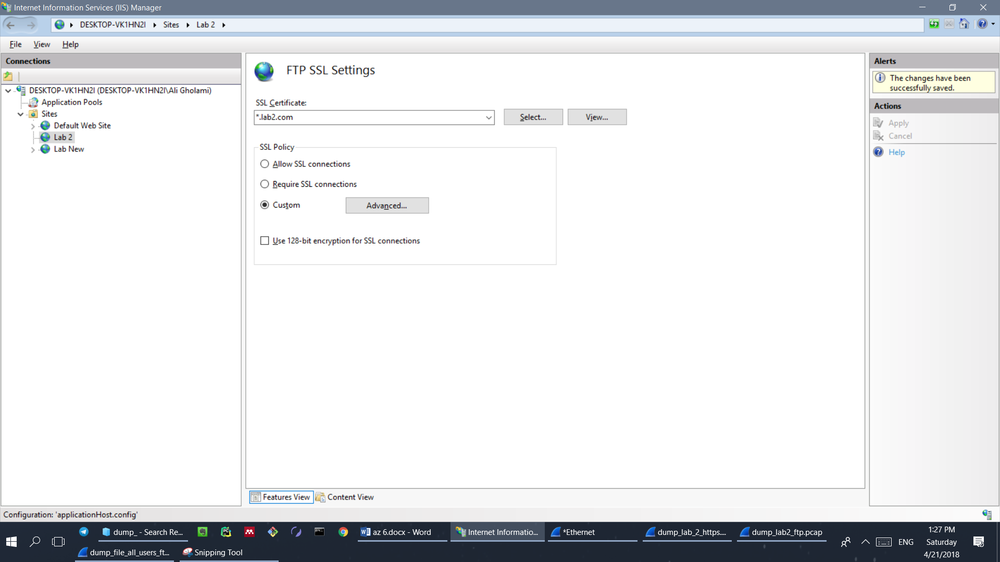 Internet Information Services (IIS) Manager
DESKTOP-VK1HN2I Sites Lab 2
File View Help
Connections
DESKTOP-VK1HN2I (DESKTOP-VK1HN2I\Ali Gholami)
Application Pools
Sites
Default Web Site
Lab 2
Lab New
FTP SSL Settings
SSL Certificate:
*.lab2.com
Select...
View...
SSL Policy
Allow SSL connections
Require SSL connections
Custom
Advanced...
Use 128-bit encryption for SSL connections
Features View
Content View
Alerts
The changes have been
successfully saved.
Actions
Apply
Cancel
Help
Configuration: 'applicationHost.config'
dump_ - Search Re...
az 6.docx - Word
Internet Informatio...
*Ethernet
dump_lab_2_https....
dump_lab2_ftp.pcap
dump_file_all_users_ft...
Snipping Tool
ENG
1:27 PM
Saturday
4/21/2018